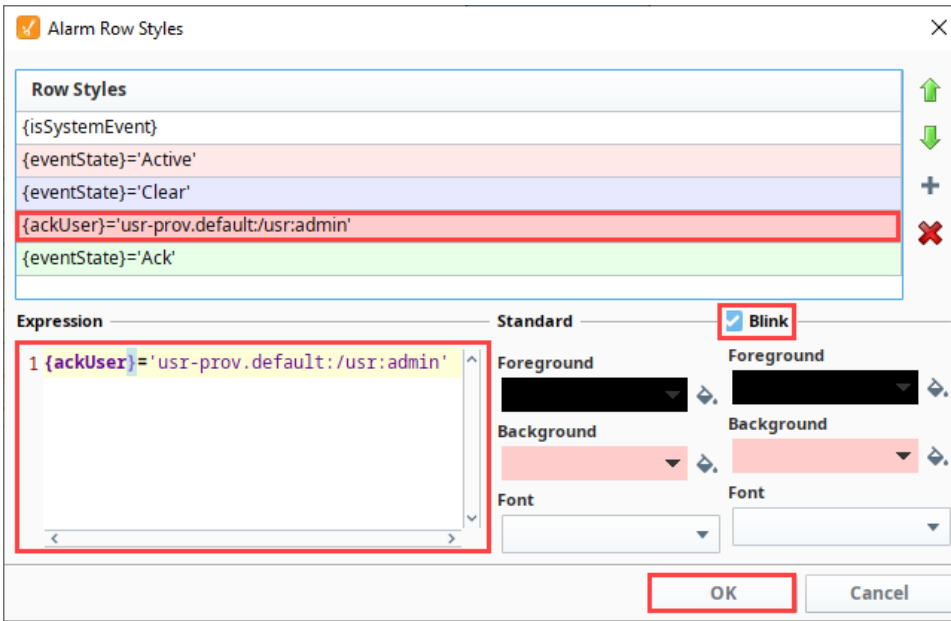 Alarm Row Styles
Row Styles
{isSystemEvent}
{eventState}='Active'
{eventState}='Clear'
{ackUser}='usr-prov.default:/usr:admin'
{eventState}='Ack'
Expression
1 {ackUser}='usr-prov.default:/usr:admin'
Standard
Foreground
Background
Font
Blink
Foreground
Background
Font
OK
Cancel